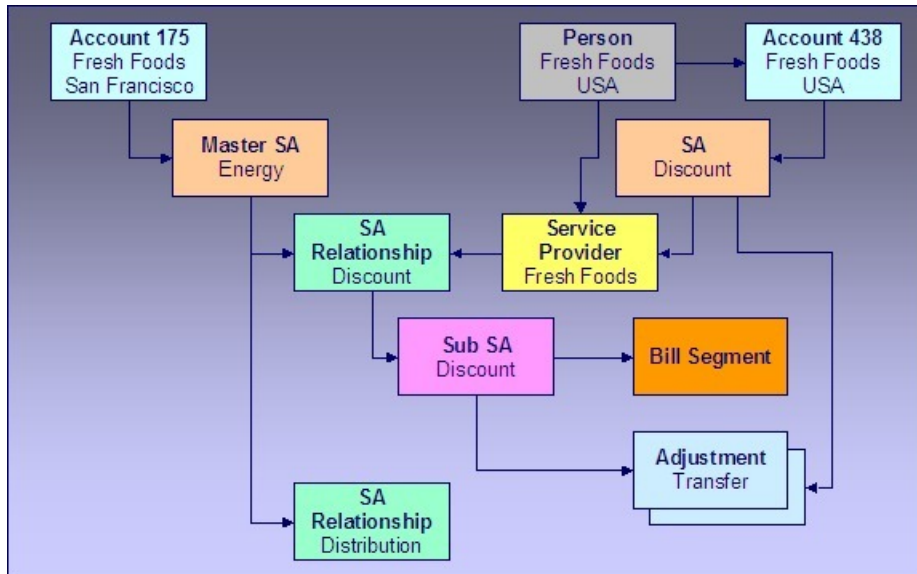 Account 175
Fresh Foods
San Francisco
Person
Fresh Foods
USA
Account 438
Fresh Foods
USA
Master SA
Energy
SA
Discount
SA
Relationship
Discount
Service
Provider
Fresh Foods
Sub SA
Discount
Bill Segment
Adjustment
Transfer
SA
Relationship
Distribution